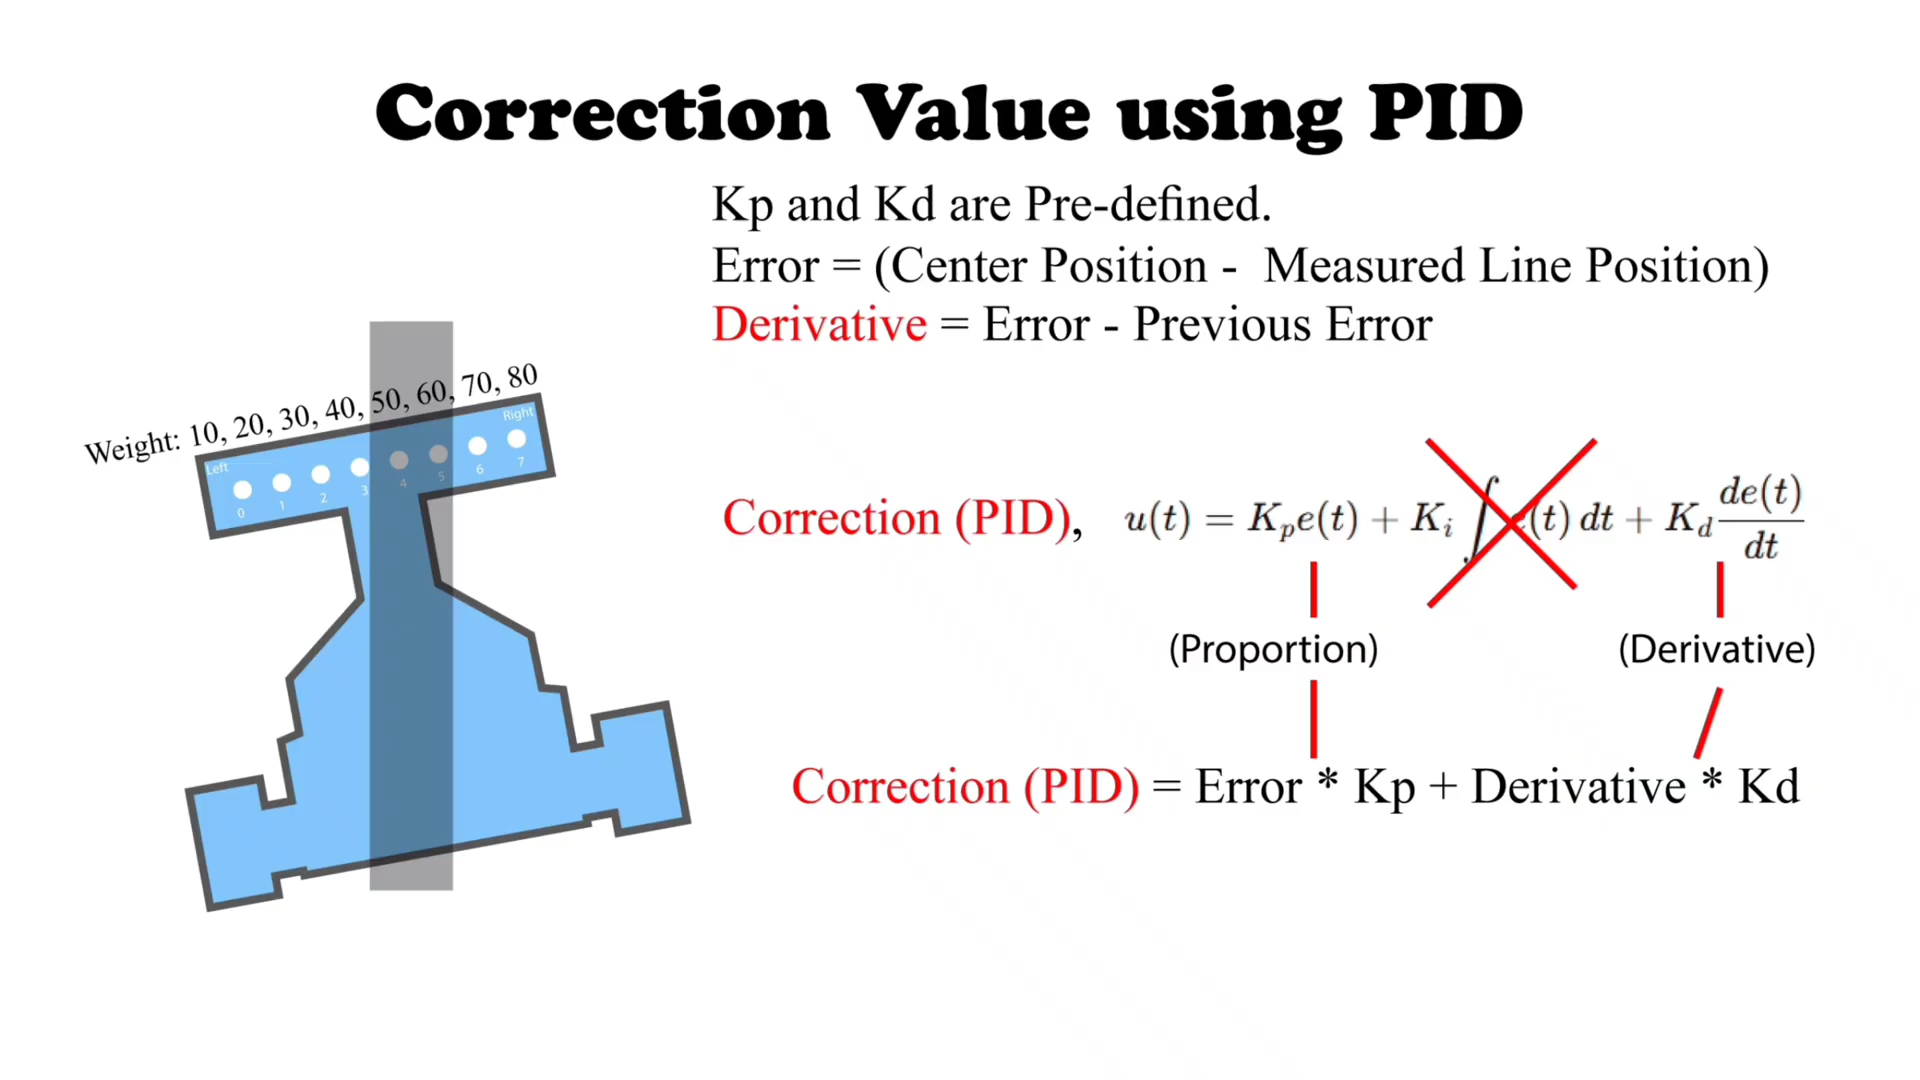 Correction Value using PID
Kp and Kd are Pre-defined.
Error = (Center Position - Measured Line Position)
Derivative = Error - Previous Error
Weight: 10, 20, 30, 40, 50, 60, 70, 80
Left
Right
0 1 2 3 4 5 6 7
Correction (PID), u(t) = Kₚe(t) + Kᵢ ∫ e(t) dt + K_d de(t)/dt
(Proportion) (Derivative)
Correction (PID) = Error * Kp + Derivative * Kd